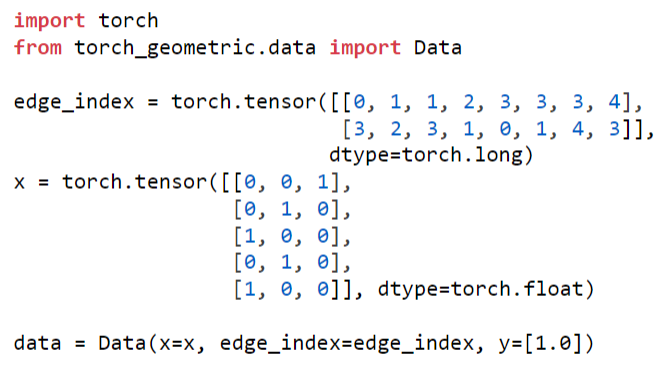 import torch
from torch_geometric.data import Data
edge_index = torch.tensor([[0, 1, 1, 2, 3, 3, 3, 4],
[3, 2, 3, 1, 0, 1, 4, 3]],
dtype=torch.long)
x = torch.tensor([[0, 0, 1],
[0, 1, 0],
[1, 0, 0],
[0, 1, 0],
[1, 0, 0]], dtype=torch.float)
data = Data(x=x, edge_index=edge_index, y=[1.0])